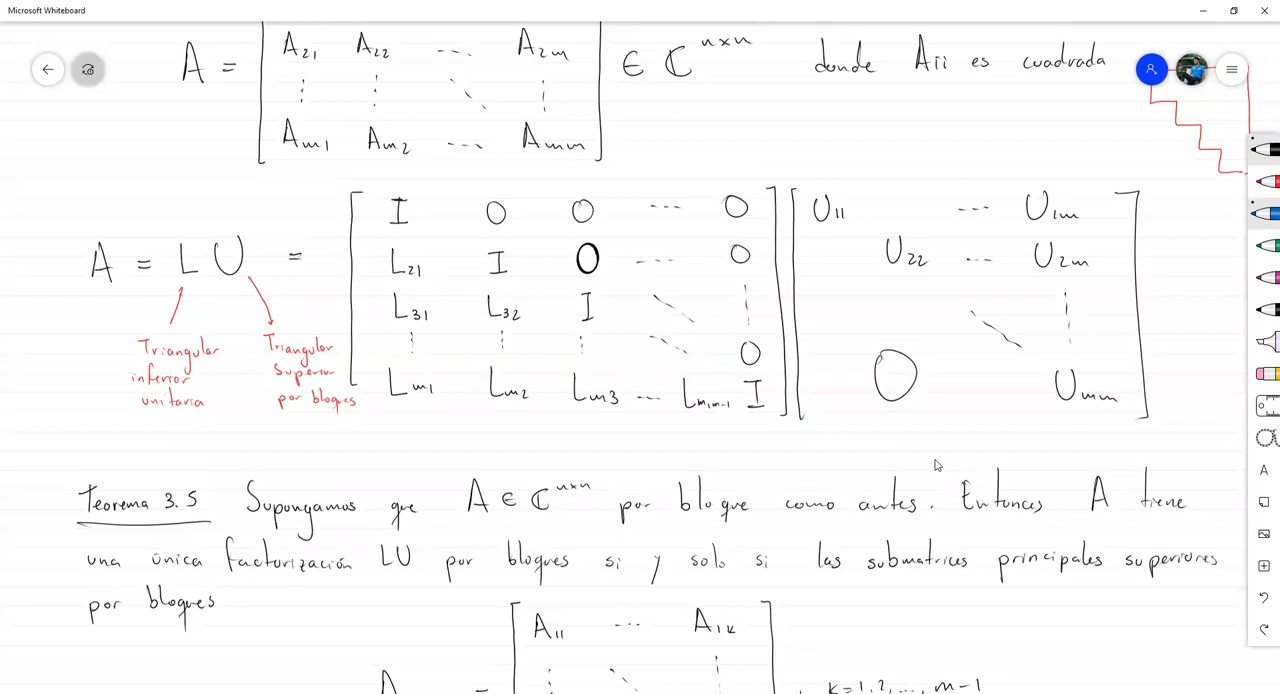 Microsoft Whiteboard
A = [ A21 A22 ... A2m ] ∈ ℂ^{n×n} donde Aii es cuadrada
Am1 Am2 ... Amm
A = L U = [ I 0 0 ... 0 ] [ U11 ... U1m ]
L21 I 0 ... 0 U22 ... U2m
L31 L32 I
0
Lm1 Lm2 Lm3 ... Lm,m-1 I 0 Umm
Triangular
inferior
unitaria
Triangular
superior
por bloques
Teorema 3.5 Supongamos que A ∈ ℂ^{n×n} por bloque como antes. Entonces A tiene
una única factorización LU por bloques si y solo si las submatrices principales superiores
por bloques
A11 ... A1k
A = , k=1,2,...,m-1
A